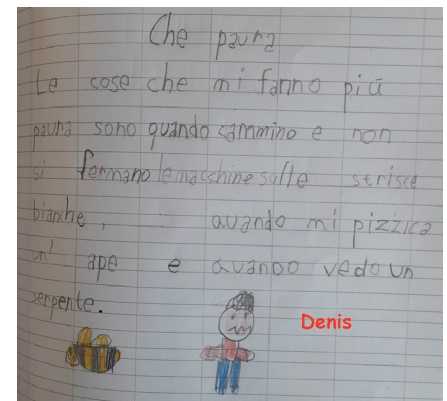 Che paura
Le cose che mi fanno più
paura sono quando cammino e non
si fermano le macchine sulle strisce
bianche, quando mi pizzica
un' ape e quando vedo un
serpente.
Denis